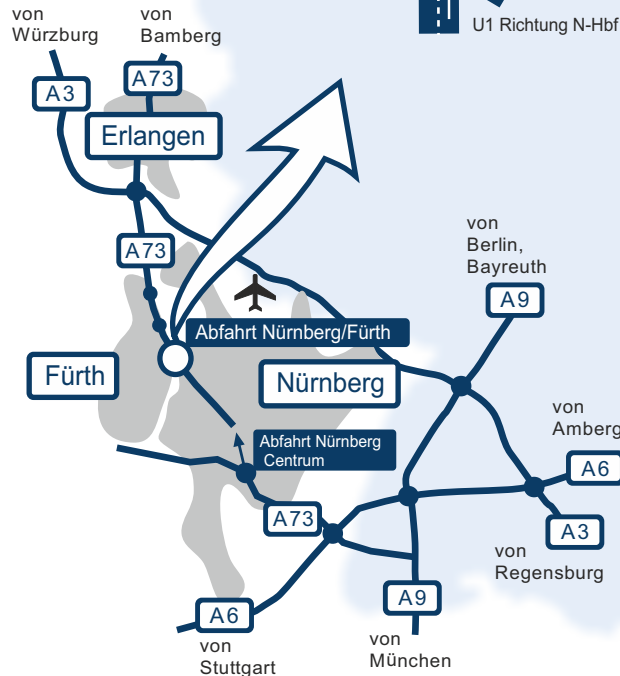 U1 Richtung N-Hbf
von
Würzburg
von
Bamberg
A73
A3
Erlangen
A73
von
Berlin,
Bayreuth
A9
Abfahrt Nürnberg/Fürth
Fürth
Nürnberg
von
Amberg
Abfahrt Nürnberg
Centrum
A6
A73
A3
von
Regensburg
A9
A6
von
Stuttgart
von
München